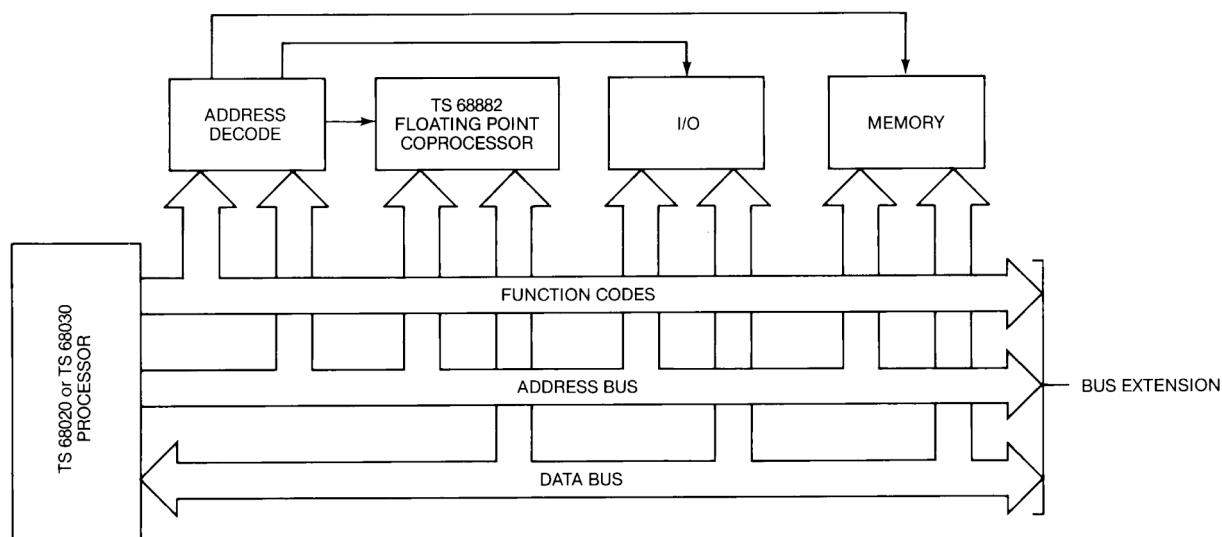 ADDRESS
DECODE
TS 68882
FLOATING POINT
COPROCESSOR
I/O
MEMORY
TS 68020 or TS 68030
PROCESSOR
FUNCTION CODES
ADDRESS BUS
BUS EXTENSION
DATA BUS